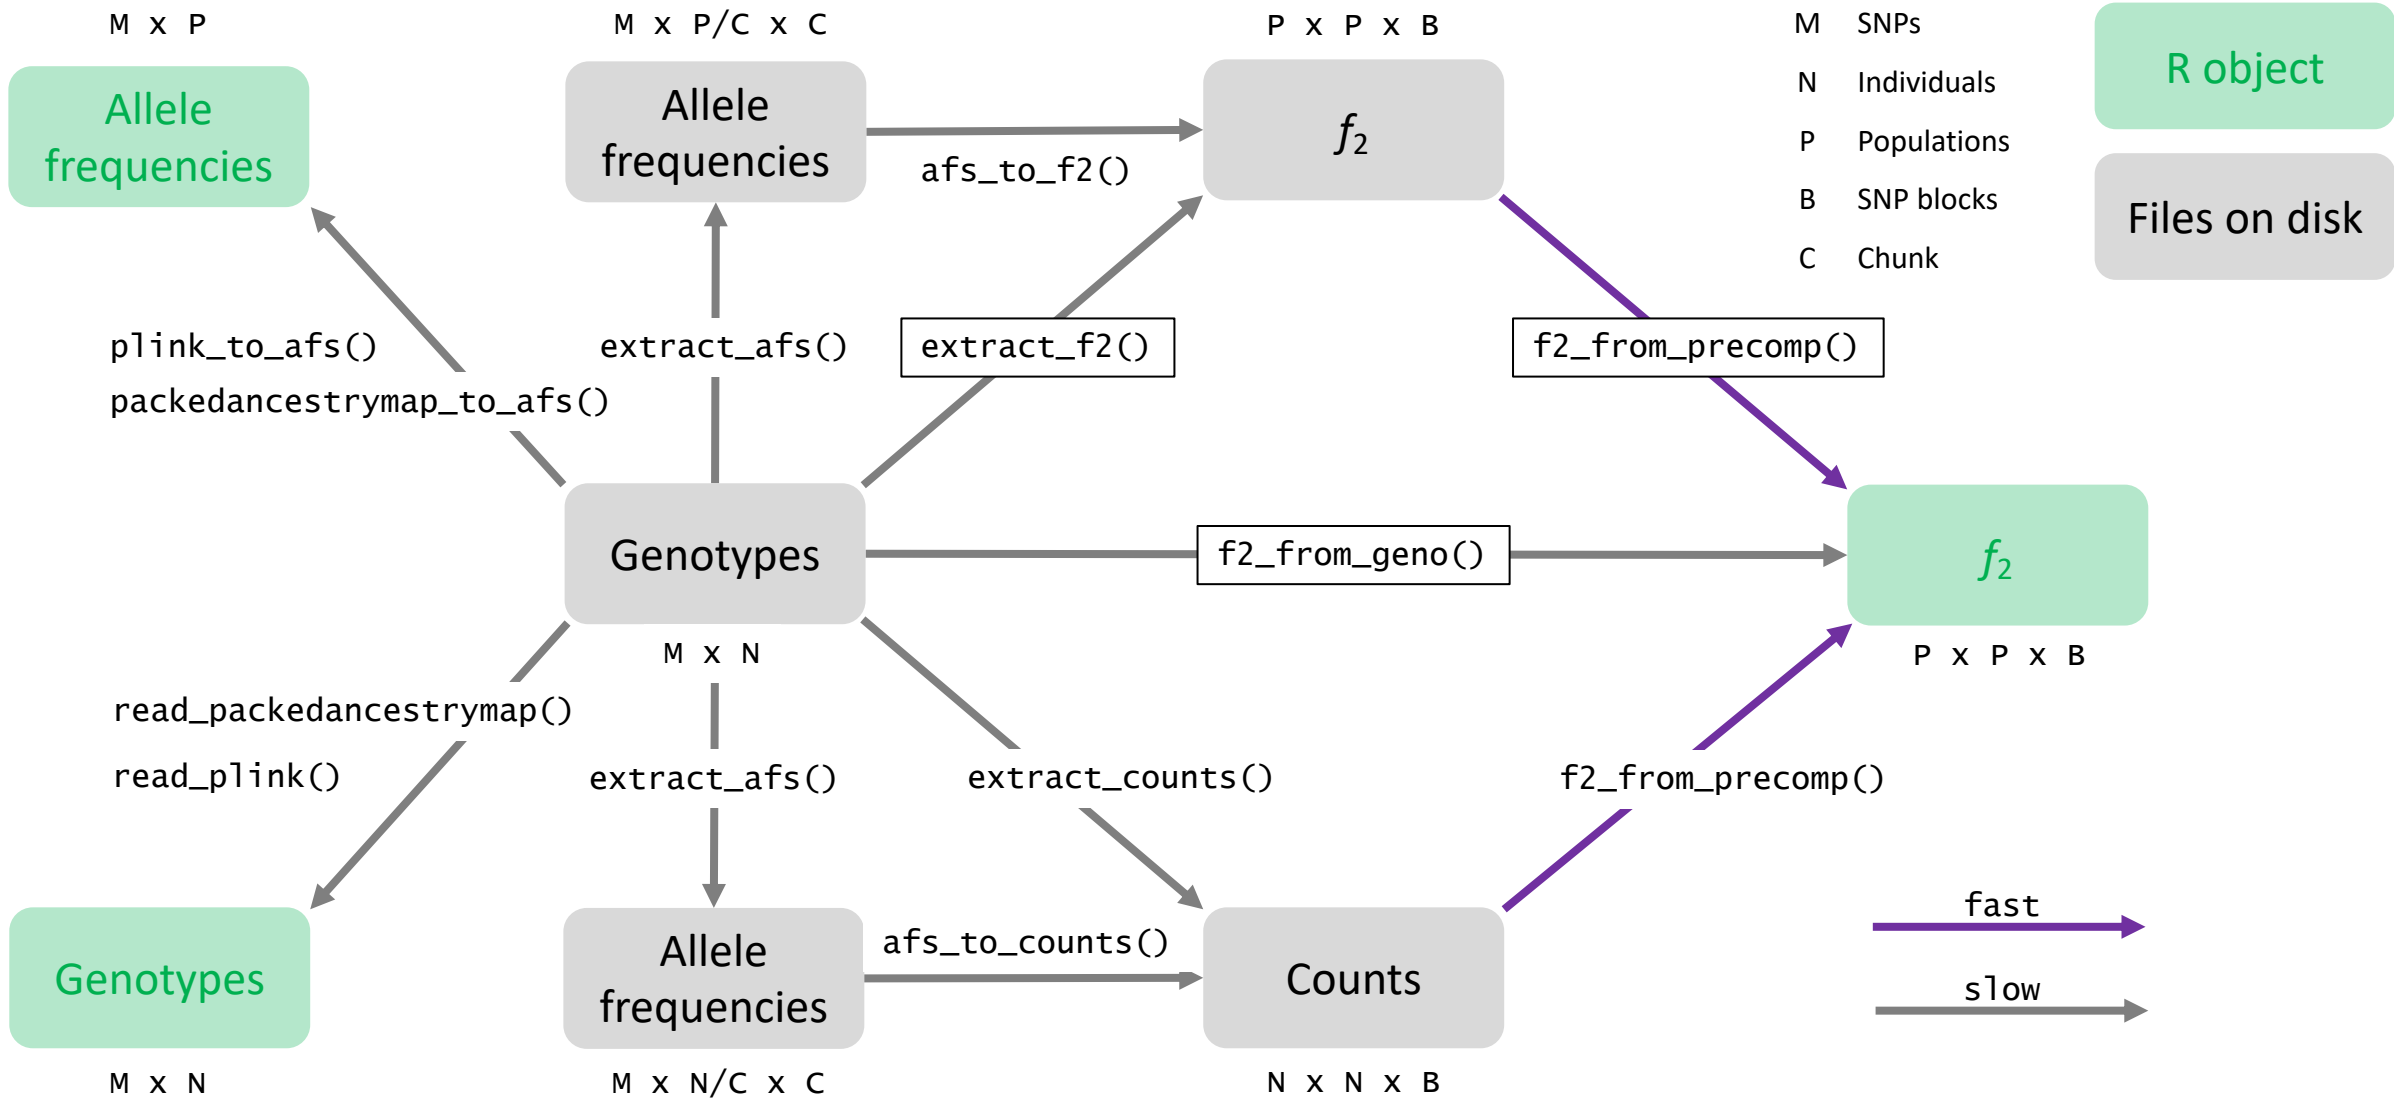 M x P
M x P/C x C
P x P x B
M SNPs
N Individuals
P Populations
B SNP blocks
C Chunk
R object
Files on disk
Allele
frequencies
Allele
frequencies
afs_to_f2()
f2
plink_to_afs()
packedancestrymap_to_afs()
extract_afs()
extract_f2()
f2_from_precomp()
Genotypes
M x N
f2_from_geno()
f2
P x P x B
read_packedancestrymap()
read_plink()
extract_afs()
extract_counts()
f2_from_precomp()
Genotypes
M x N
Allele
frequencies
M x N/C x C
afs_to_counts()
Counts
N x N x B
fast
slow